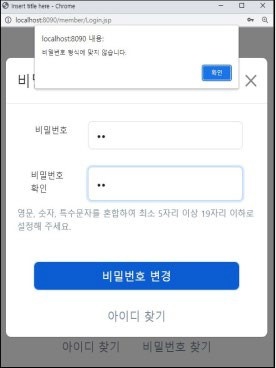 Insert title here - Chrome
localhost:8090/member/Login.jsp
localhost:8090 내용:
비밀번호 형식에 맞지 않습니다.
확인
비밀번호
••
비밀번호
확인
••
영문, 숫자, 특수문자를 혼합하여 최소 5자리 이상 19자리 이하로
설정해 주세요.
비밀번호 변경
아이디 찾기
아이디 찾기 비밀번호 찾기